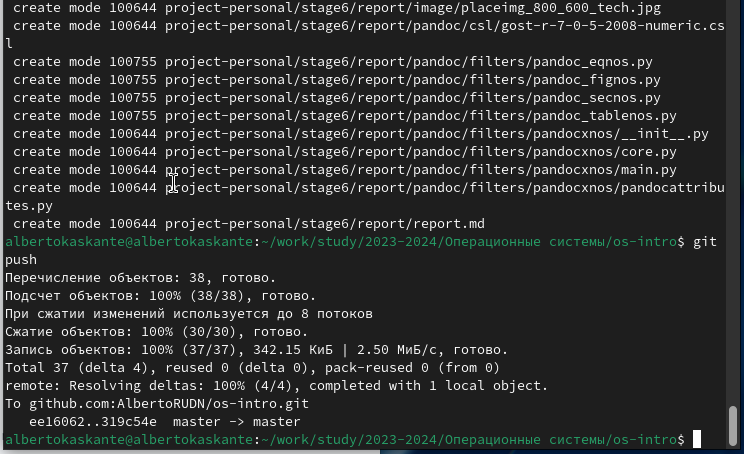 create mode 100644 project-personal/stage6/report/image/placeimg_800_600_tech.jpg
create mode 100644 project-personal/stage6/report/pandoc/csl/gost-r-7-0-5-2008-numeric.cs
l
create mode 100755 project-personal/stage6/report/pandoc/filters/pandoc_eqnos.py
create mode 100755 project-personal/stage6/report/pandoc/filters/pandoc_fignos.py
create mode 100755 project-personal/stage6/report/pandoc/filters/pandoc_secnos.py
create mode 100755 project-personal/stage6/report/pandoc/filters/pandoc_tablenos.py
create mode 100644 project-personal/stage6/report/pandoc/filters/pandocxnos/__init__.py
create mode 100644 project-personal/stage6/report/pandoc/filters/pandocxnos/core.py
create mode 100644 project-personal/stage6/report/pandoc/filters/pandocxnos/main.py
create mode 100644 project-personal/stage6/report/pandoc/filters/pandocxnos/pandocattribu
tes.py
create mode 100644 project-personal/stage6/report/report.md
albertokaskante@albertokaskante:~/work/study/2023-2024/Операционные системы/os-intro$ git
push
Перечисление объектов: 38, готово.
Подсчет объектов: 100% (38/38), готово.
При сжатии изменений используется до 8 потоков
Сжатие объектов: 100% (30/30), готово.
Запись объектов: 100% (37/37), 342.15 КиБ | 2.50 МиБ/с, готово.
Total 37 (delta 4), reused 0 (delta 0), pack-reused 0 (from 0)
remote: Resolving deltas: 100% (4/4), completed with 1 local object.
To github.com:AlbertoRUDN/os-intro.git
ee16062..319c54e  master -> master
albertokaskante@albertokaskante:~/work/study/2023-2024/Операционные системы/os-intro$